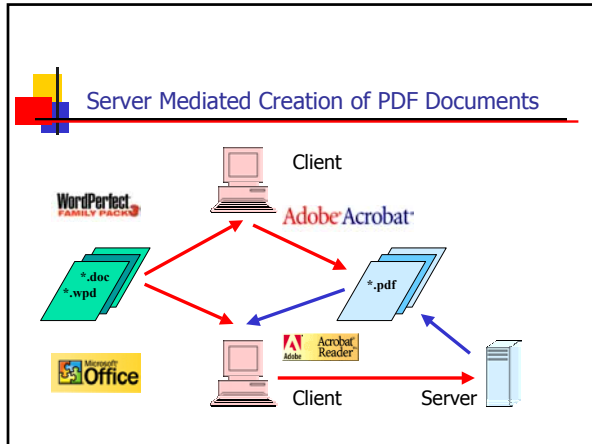 Server Mediated Creation of PDF Documents
Client
WordPerfect
FAMILY PACK 3
Adobe Acrobat™
*.doc
*.wpd
*.pdf
Adobe
Acrobat
Reader
Microsoft
Office
Client
Server